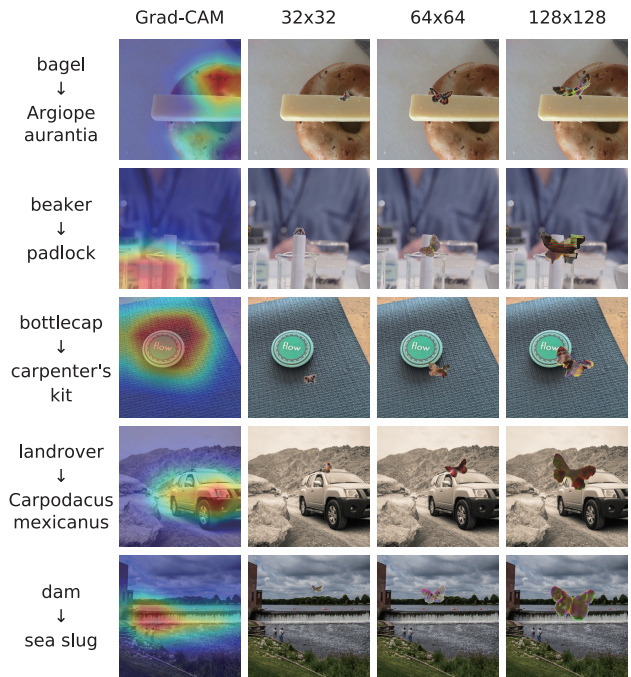 Grad-CAM 32x32 64x64 128x128
bagel
↓
Argiope
aurantia
beaker
↓
padlock
bottlecap
↓
carpenter's
kit
flow
flow
flow
flow
landrover
↓
Carpodacus
mexicanus
dam
↓
sea slug